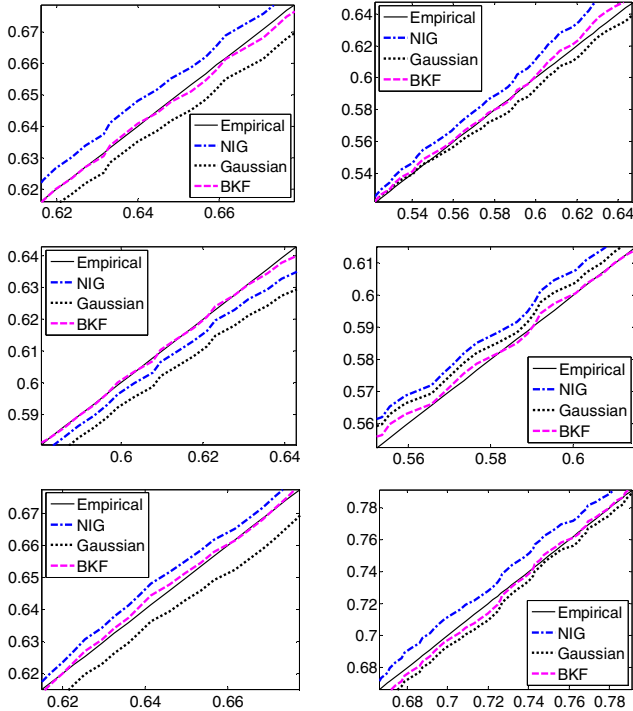 0.67
0.66
0.65
0.64
0.63
0.62
Empirical
NIG
Gaussian
BKF
0.62
0.64
0.66
0.64
0.62
0.6
0.58
0.56
0.54
Empirical
NIG
Gaussian
BKF
0.54
0.56
0.58
0.6
0.62
0.64
0.64
0.63
0.62
0.61
0.6
0.59
Empirical
NIG
Gaussian
BKF
0.6
0.62
0.64
0.61
0.6
0.59
0.58
0.57
0.56
Empirical
NIG
Gaussian
BKF
0.56
0.58
0.6
0.67
0.66
0.65
0.64
0.63
0.62
Empirical
NIG
Gaussian
BKF
0.62
0.64
0.66
0.78
0.76
0.74
0.72
0.7
0.68
Empirical
NIG
Gaussian
BKF
0.68
0.7
0.72
0.74
0.76
0.78